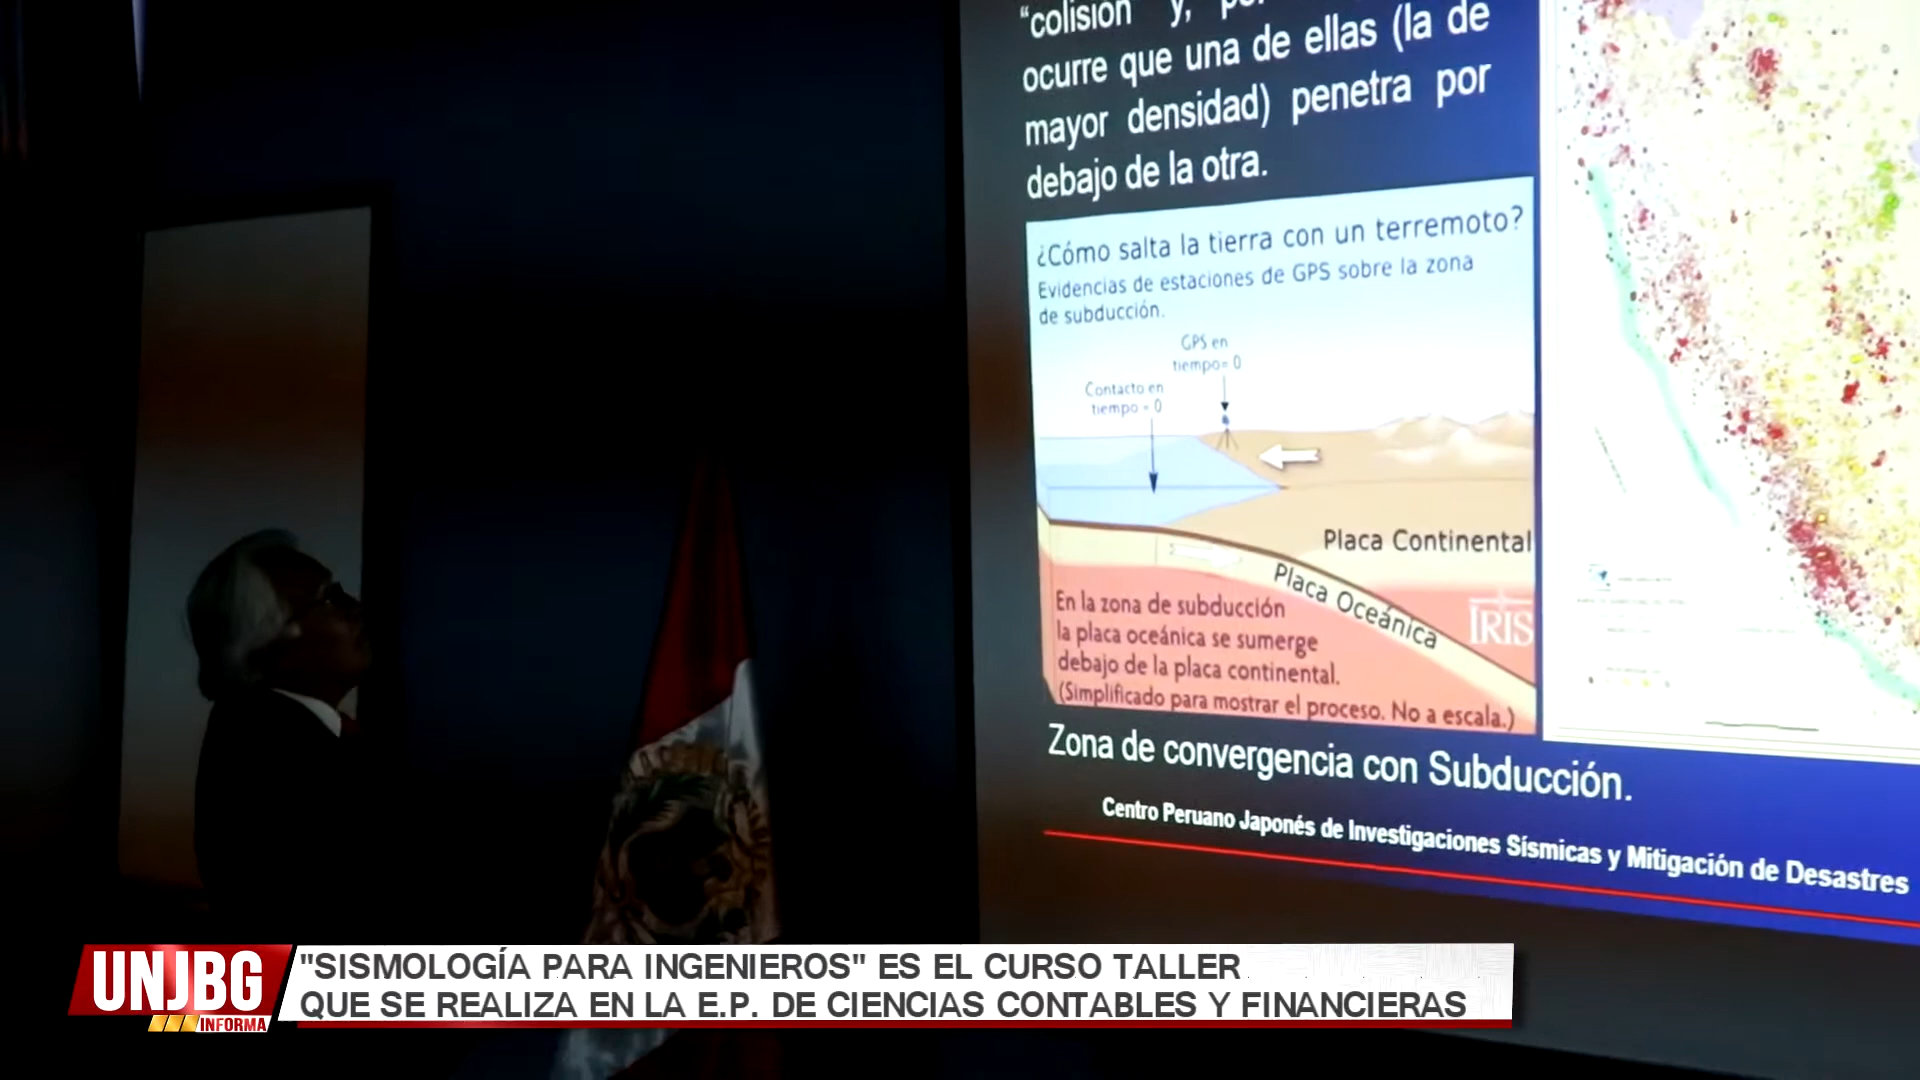 “colisión y,
ocurre que una de ellas (la de
mayor densidad) penetra por
debajo de la otra.
¿Cómo salta la tierra con un terremoto?
Evidencias de estaciones de GPS sobre la zona
de subducción.
GPS en
tiempo= 0
Contacto en
tiempo = 0
Placa Continental
Placa Oceánica
IRIS
En la zona de subducción
la placa oceánica se sumerge
debajo de la placa continental.
(Simplificado para mostrar el proceso. No a escala.)
Zona de convergencia con Subducción.
Centro Peruano Japonés de Investigaciones Sísmicas y Mitigación de Desastres
UNJBG
INFORMA
"SISMOLOGÍA PARA INGENIEROS" ES EL CURSO TALLER
QUE SE REALIZA EN LA E.P. DE CIENCIAS CONTABLES Y FINANCIERAS